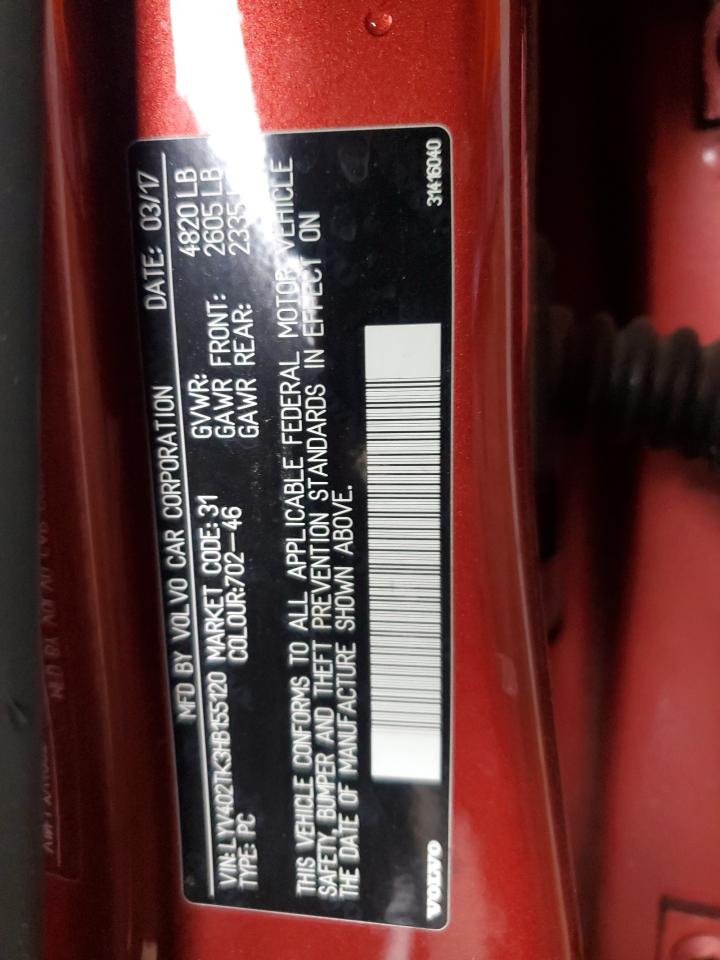 MFD BY VOLVO CAR CORPORATION DATE: 03/17
GVWR: 4820 LB
VIN: LYV402TK3HB155120 MARKET CODE: 31 GAWR FRONT: 2605 LB
TYPE: PC COLOUR:702-46 GAWR REAR: 2335
THIS VEHICLE CONFORMS TO ALL APPLICABLE FEDERAL MOTOR VEHICLE
SAFETY, BUMPER AND THEFT PREVENTION STANDARDS IN EFFECT ON
THE DATE OF MANUFACTURE SHOWN ABOVE.
VOLVO 31416040